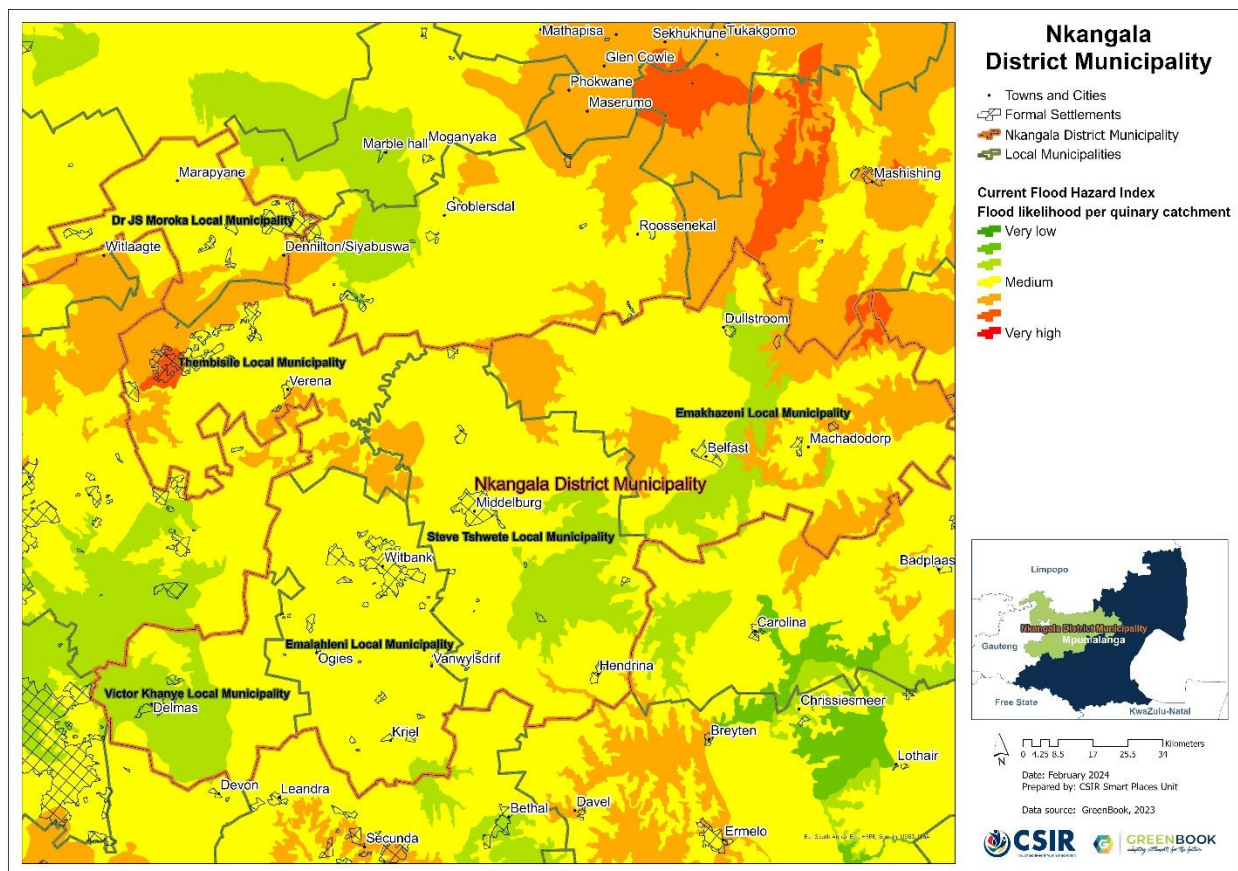 Nkangala
District Municipality
Towns and Cities
Formal Settlements
Nkangala District Municipality
Local Municipalities
Current Flood Hazard Index
Flood likelihood per quinary catchment
Very low
Medium
Very high
Mathapisa
Sekhukhune
Tukakgomo
Glen Cowle
Phokwane
Maserumo
Marble hall
Moganyaka
Marapyane
Mashishing
Dr JS Moroka Local Municipality
Groblersdal
Roossenekal
Witlaagte
Dennilton/Siyabuswa
Dullstroom
Thembisile Local Municipality
Verena
Emakhazeni Local Municipality
Machadodorp
Belfast
Nkangala District Municipality
Middelburg
Steve Tshwete Local Municipality
Witbank
Badplaas
Carolina
Emalahleni Local Municipality
Ogies
Vanwylsdrif
Hendrina
Victor Khanye Local Municipality
Delmas
Chrissiesmeer
Kriel
Breyten
Lothair
Devon
Leandra
Bethal
Davel
Secunda
Ermelo
Limpopo
Nkangala District Municipality
Mpumalanga
Gauteng
Free State
KwaZulu-Natal
N
0 4.25 8.5 17 25.5 34
Kilometers
Date: February 2024
Prepared by: CSIR Smart Places Unit
Data source: GreenBook, 2023
CSIR
GREENBOOK